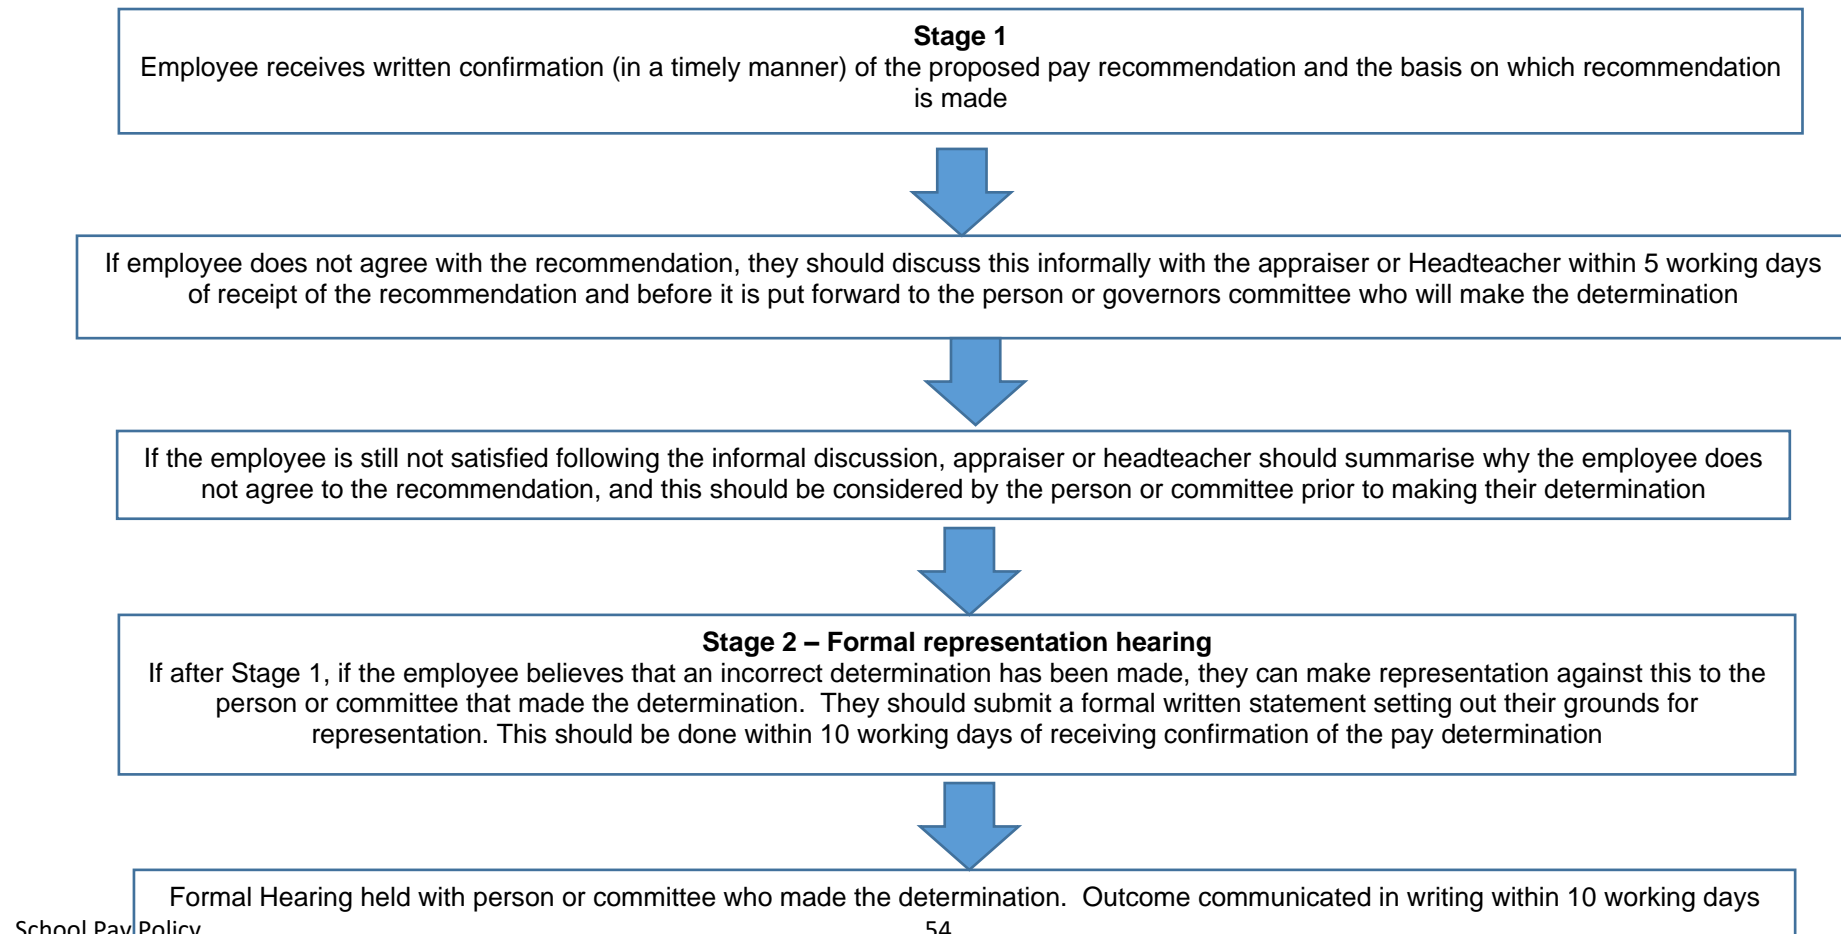 Stage 1
Employee receives written confirmation (in a timely manner) of the proposed pay recommendation and the basis on which recommendation
is made
If employee does not agree with the recommendation, they should discuss this informally with the appraiser or Headteacher within 5 working days
of receipt of the recommendation and before it is put forward to the person or governors committee who will make the determination
If the employee is still not satisfied following the informal discussion, appraiser or headteacher should summarise why the employee does
not agree to the recommendation, and this should be considered by the person or committee prior to making their determination
Stage 2 – Formal representation hearing
If after Stage 1, if the employee believes that an incorrect determination has been made, they can make representation against this to the
person or committee that made the determination.  They should submit a formal written statement setting out their grounds for
representation. This should be done within 10 working days of receiving confirmation of the pay determination
Formal Hearing held with person or committee who made the determination.  Outcome communicated in writing within 10 working days
School Pay Policy 54